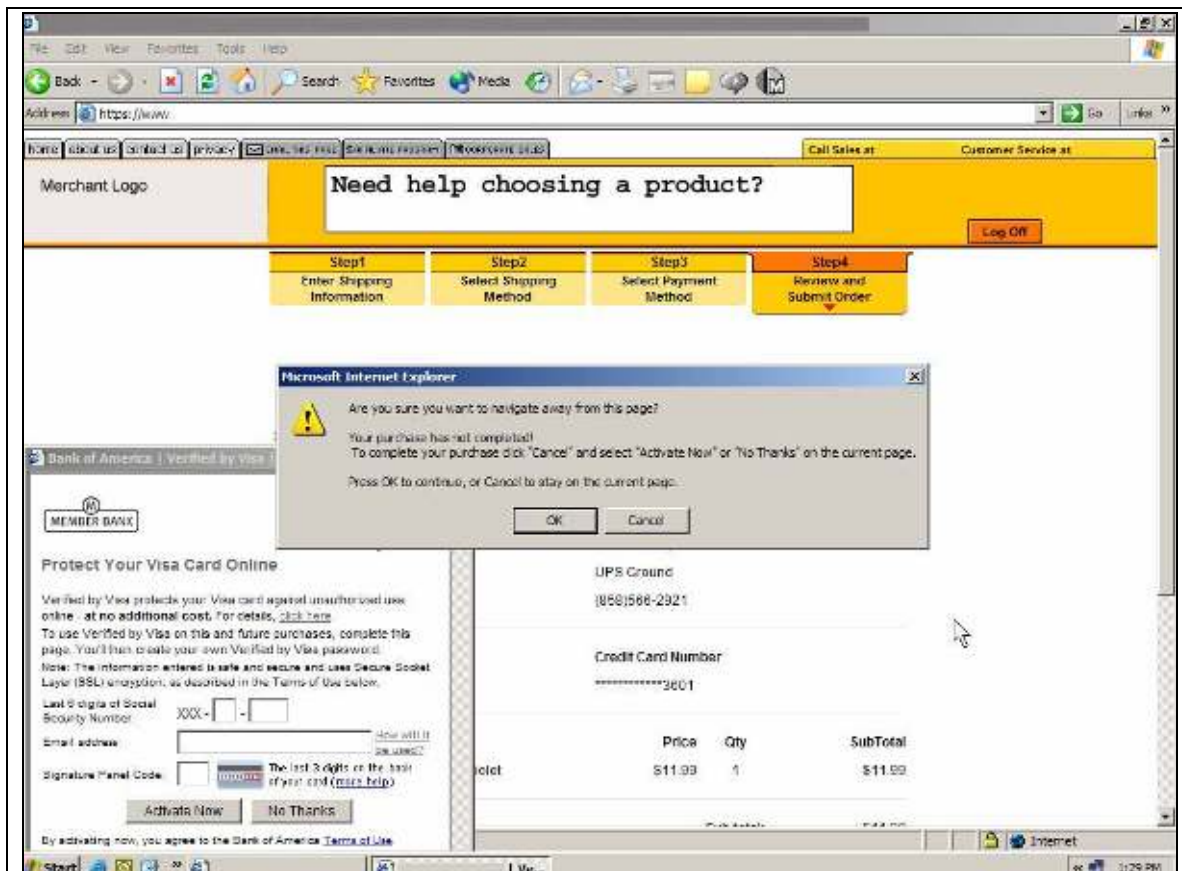 File Edit View Favorites Tools Help
Back Search Favorites Media
Address https://www. Go Links »
home about us contact us privacy
Call Sales at Customer Service at
Merchant Logo
Need help choosing a product?
Log Off
Step1 Step2 Step3 Step4
Enter Shipping Select Shipping Select Payment Review and
Information Method Method Submit Order
Microsoft Internet Explorer
Are you sure you want to navigate away from this page?
Your purchase has not completed!
To complete your purchase click "Cancel" and select "Activate Now" or "No Thanks" on the current page.
Press OK to continue, or Cancel to stay on the current page.
OK Cancel
Bank of America | Verified by Visa
MEMBER BANK
Protect Your Visa Card Online
Verified by Visa protects your Visa card against unauthorized use
online - at no additional cost. For details, click here
To use Verified by Visa on this and future purchases, complete this
page. You'll then create your own Verified by Visa password.
Note: The information entered is safe and secure and uses Secure Socket
Layer (SSL) encryption, as described in the Terms of Use below.
Last 6 digits of Social
Security Number XXX - -
Email address How will it
be used?
Signature Panel Code The last 3 digits on the back
of your card (more help)
Activate Now No Thanks
By activating now, you agree to the Bank of America Terms of Use
UPS Ground
(858)566-2921
Credit Card Number
************3601
Price Qty SubTotal
$11.99 1 $11.99
Internet
Start 1:29 PM